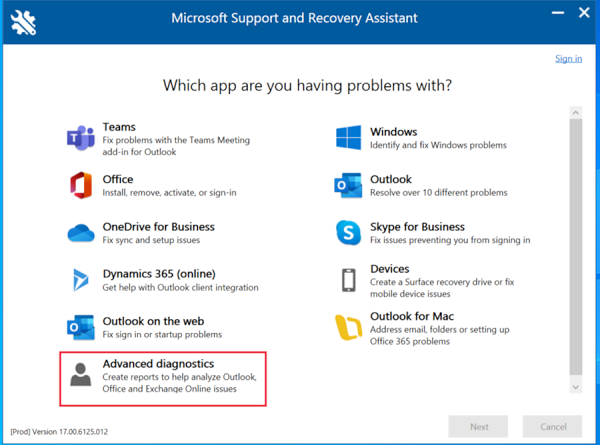 Microsoft Support and Recovery Assistant
Sign in
Which app are you having problems with?
Teams
Fix problems with the Teams Meeting
add-in for Outlook
Windows
Identify and fix Windows problems
Office
Install, remove, activate, or sign-in
Outlook
Resolve over 10 different problems
OneDrive for Business
Fix sync and setup issues
Skype for Business
Fix issues preventing you from signing in
Dynamics 365 (online)
Get help with Outlook client integration
Devices
Create a Surface recovery drive or fix
mobile device issues
Outlook on the web
Fix sign in or startup problems
Outlook for Mac
Address email, folders or setting up
Office 365 problems
Advanced diagnostics
Create reports to help analyze Outlook,
Office and Exchange Online issues
[Prod] Version 17.00.6125.012
Next
Cancel